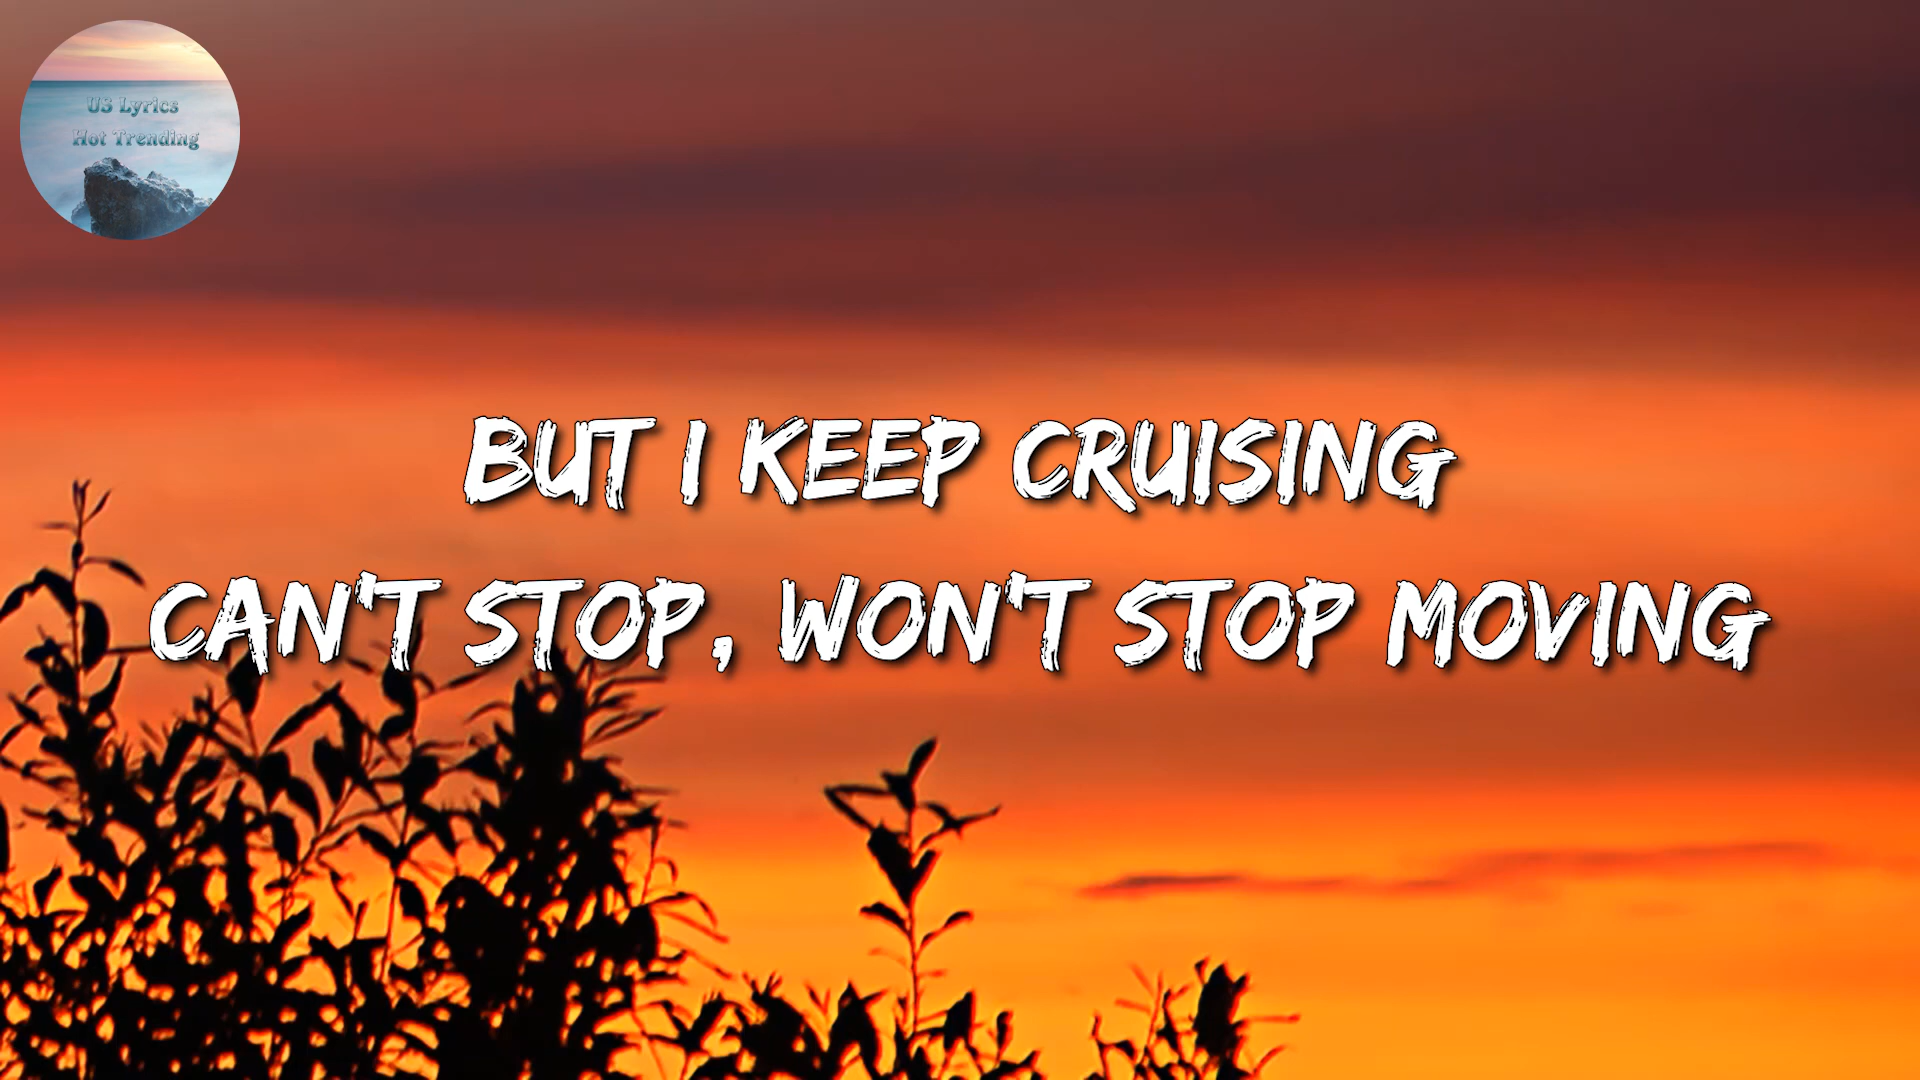 US Lyrics
Hot Trending
BUT I KEEP CRUISING
CAN'T STOP, WON'T STOP MOVING